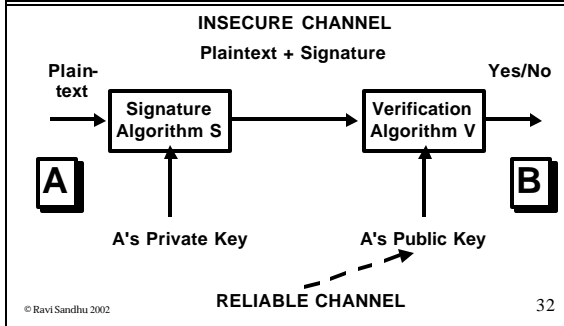 INSECURE CHANNEL
Plaintext + Signature
Plain-
text
Yes/No
Signature
Algorithm S
Verification
Algorithm V
A
B
A's Private Key
A's Public Key
RELIABLE CHANNEL
© Ravi Sandhu 2002
32